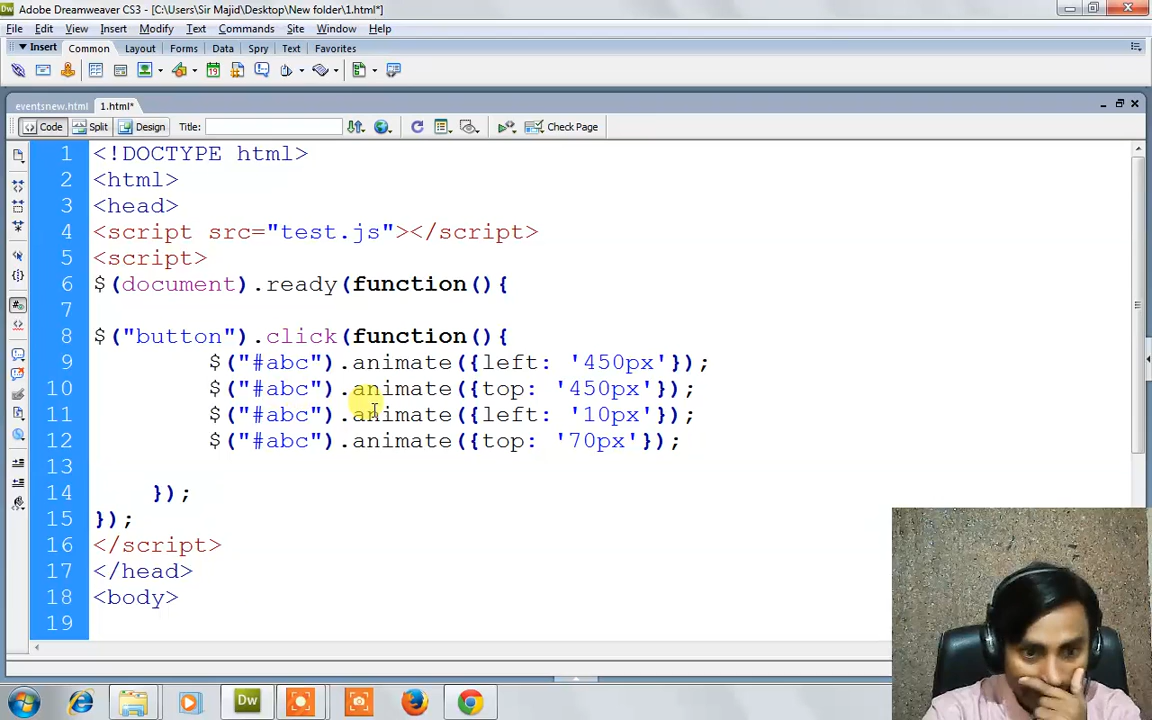 Adobe Dreamweaver CS3 - [C:\Users\Sir Majid\Desktop\New folder\1.html*]
File Edit View Insert Modify Text Commands Site Window Help
Insert Common Layout Forms Data Spry Text Favorites
eventsnew.html 1.html*
Code Split Design Title: Check Page
1 <!DOCTYPE html>
2 <html>
3 <head>
4 <script src="test.js"></script>
5 <script>
6 $(document).ready(function(){
7
8 $("button").click(function(){
9 $("#abc").animate({left: '450px'});
10 $("#abc").animate({top: '450px'});
11 $("#abc").animate({left: '10px'});
12 $("#abc").animate({top: '70px'});
13
14 });
15 });
16 </script>
17 </head>
18 <body>
19
Dw